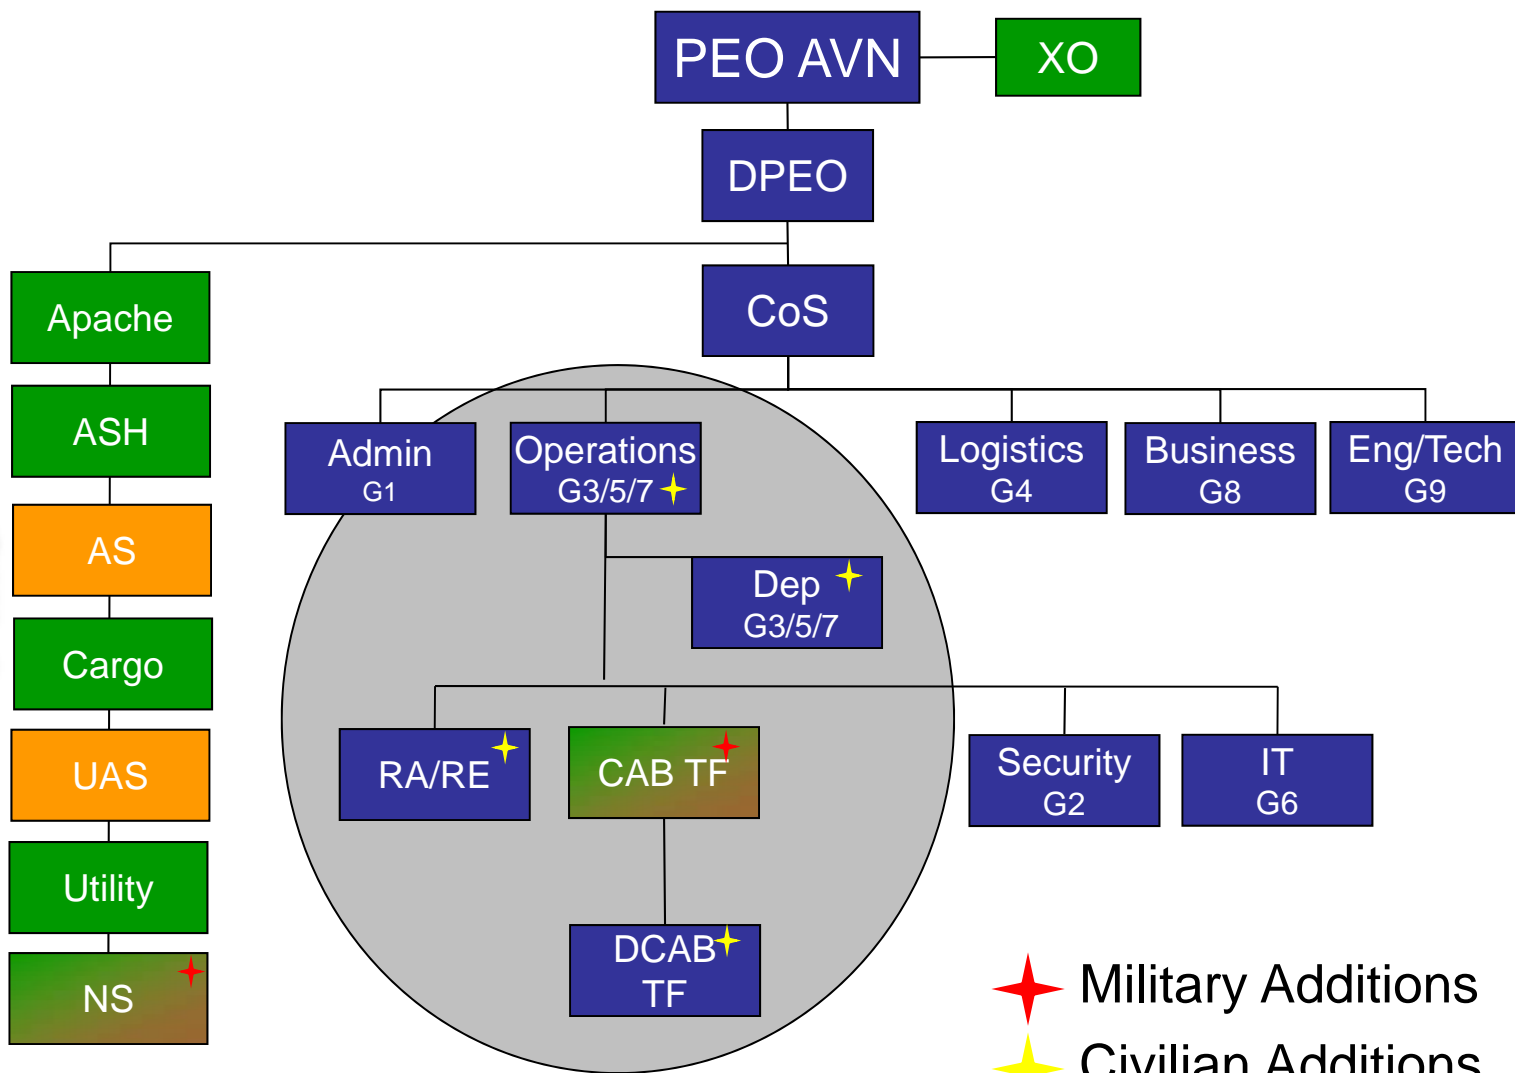 PEO AVN
XO
DPEO
CoS
Apache
ASH
AS
Cargo
UAS
Utility
NS
Admin
G1
Operations
G3/5/7
Logistics
G4
Business
G8
Eng/Tech
G9
Dep
G3/5/7
RA/RE
CAB TF
Security
G2
IT
G6
DCAB
TF
Military Additions
Civilian Additions